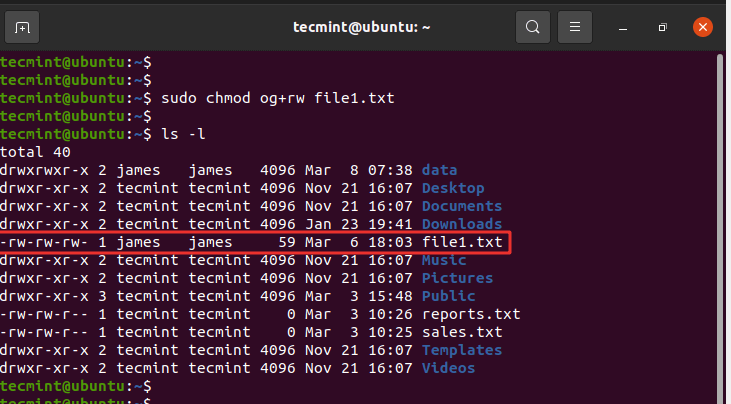 tecmint@ubuntu: ~
tecmint@ubuntu:~$
tecmint@ubuntu:~$
tecmint@ubuntu:~$ sudo chmod og+rw file1.txt
tecmint@ubuntu:~$
tecmint@ubuntu:~$ ls -l
total 40
drwxrwxr-x 2 james   james   4096 Mar  8 07:38 data
drwxr-xr-x 2 tecmint tecmint 4096 Nov 21 16:07 Desktop
drwxr-xr-x 2 tecmint tecmint 4096 Nov 21 16:07 Documents
drwxr-xr-x 2 tecmint tecmint 4096 Jan 23 19:41 Downloads
-rw-rw-rw- 1 james   james     59 Mar  6 18:03 file1.txt
drwxr-xr-x 2 tecmint tecmint 4096 Nov 21 16:07 Music
drwxr-xr-x 2 tecmint tecmint 4096 Nov 21 16:07 Pictures
drwxr-xr-x 3 tecmint tecmint 4096 Mar  3 15:48 Public
-rw-rw-r-- 1 tecmint tecmint    0 Mar  3 10:26 reports.txt
-rw-rw-r-- 1 tecmint tecmint    0 Mar  3 10:25 sales.txt
drwxr-xr-x 2 tecmint tecmint 4096 Nov 21 16:07 Templates
drwxr-xr-x 2 tecmint tecmint 4096 Nov 21 16:07 Videos
tecmint@ubuntu:~$
tecmint@ubuntu:~$